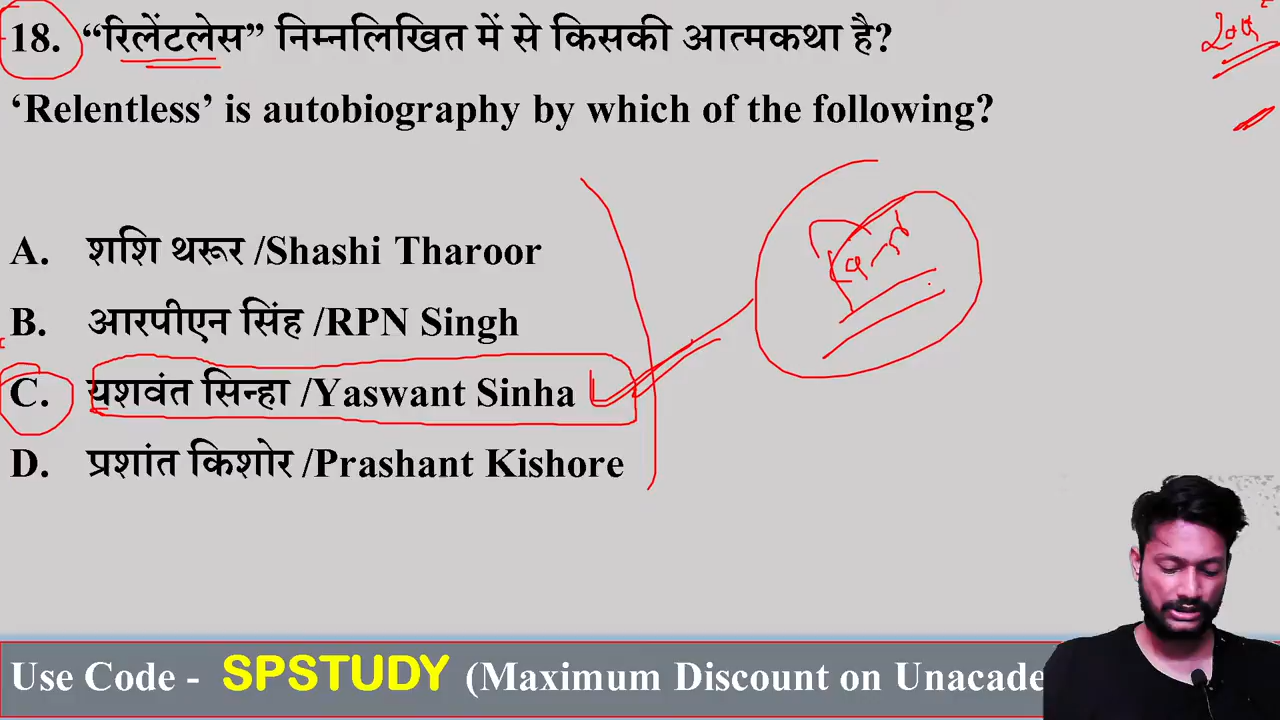 18. “रिलेंटलेस” निम्नलिखित में से किसकी आत्मकथा है?
‘Relentless’ is autobiography by which of the following?
A. शशि थरूर /Shashi Tharoor
B. आरपीएन सिंह /RPN Singh
C. यशवंत सिन्हा /Yaswant Sinha
D. प्रशांत किशोर /Prashant Kishore
Use Code - SPSTUDY (Maximum Discount on Unacade